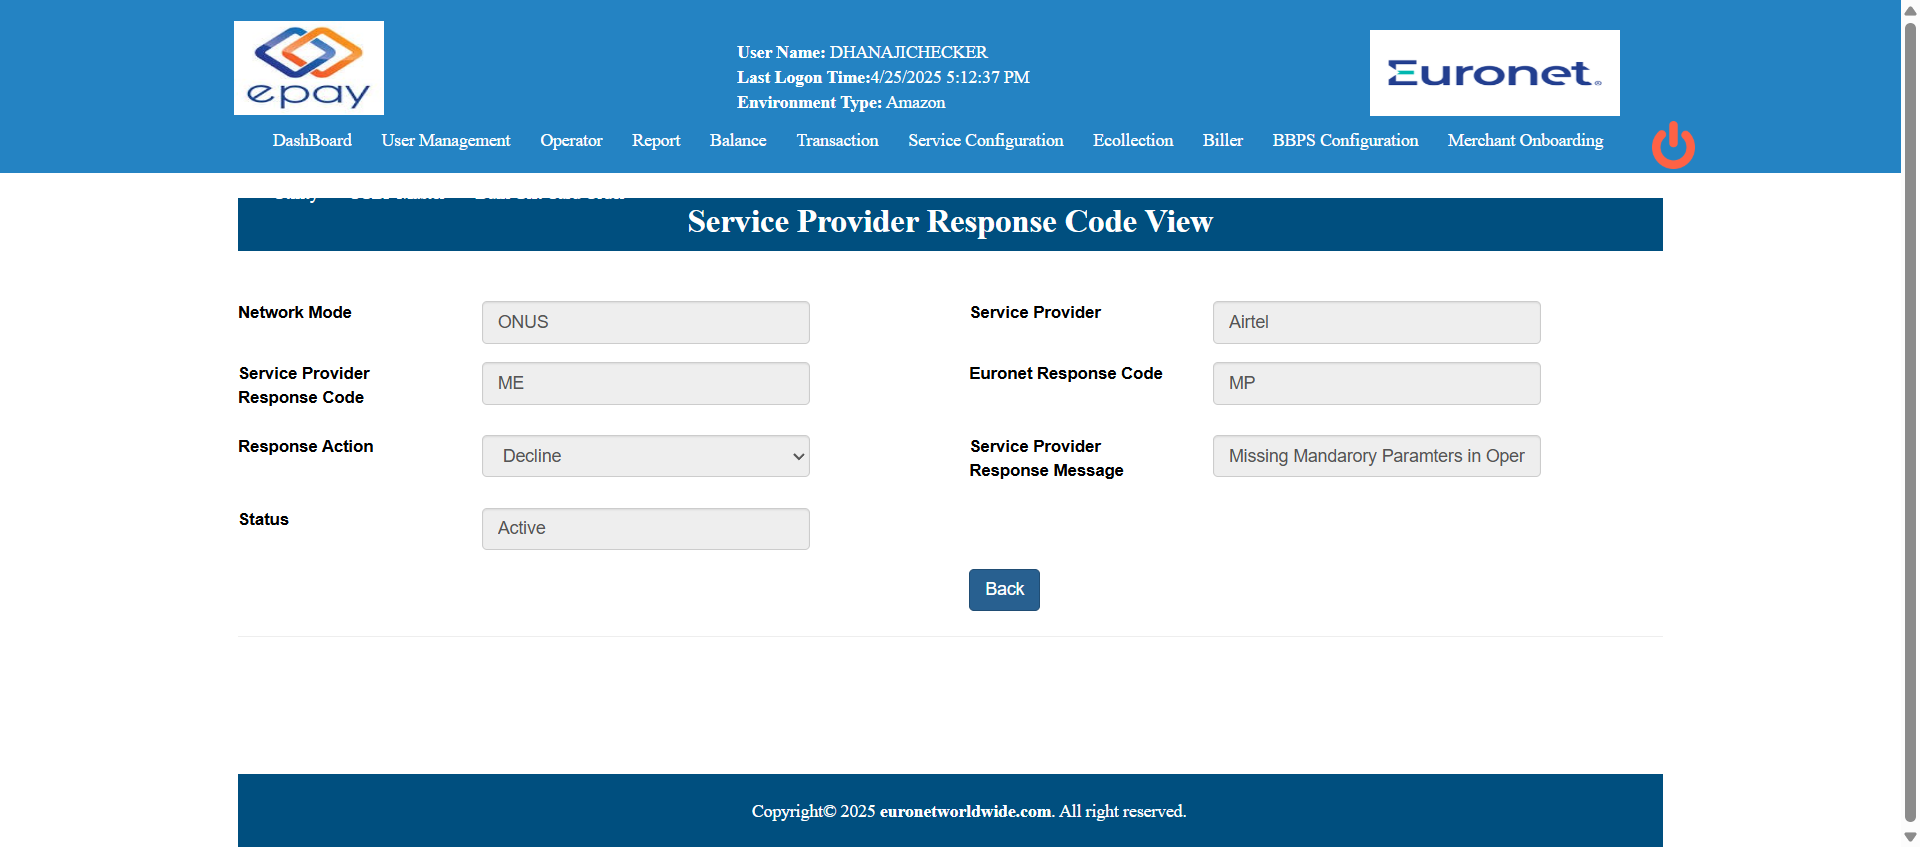 epay
User Name: DHANAJICHECKER
Last Logon Time:4/25/2025 5:12:37 PM
Environment Type: Amazon
Euronet
DashBoard User Management Operator Report Balance Transaction Service Configuration Ecollection Biller BBPS Configuration Merchant Onboarding
Service Provider Response Code View
Network Mode ONUS Service Provider Airtel
Service Provider
Response Code ME Euronet Response Code MP
Response Action Decline Service Provider
Response Message Missing Mandarory Paramters in Oper
Status Active
Back
Copyright© 2025 euronetworldwide.com. All right reserved.